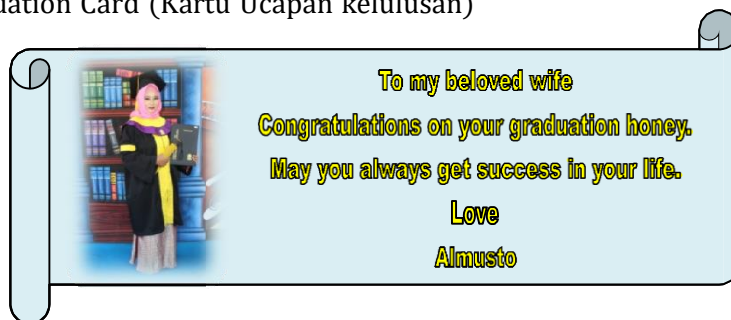 uation Card (Kartu Ucapan kelulusan)
To my beloved wife
Congratulations on your graduation honey.
May you always get success in your life.
Love
Almusto